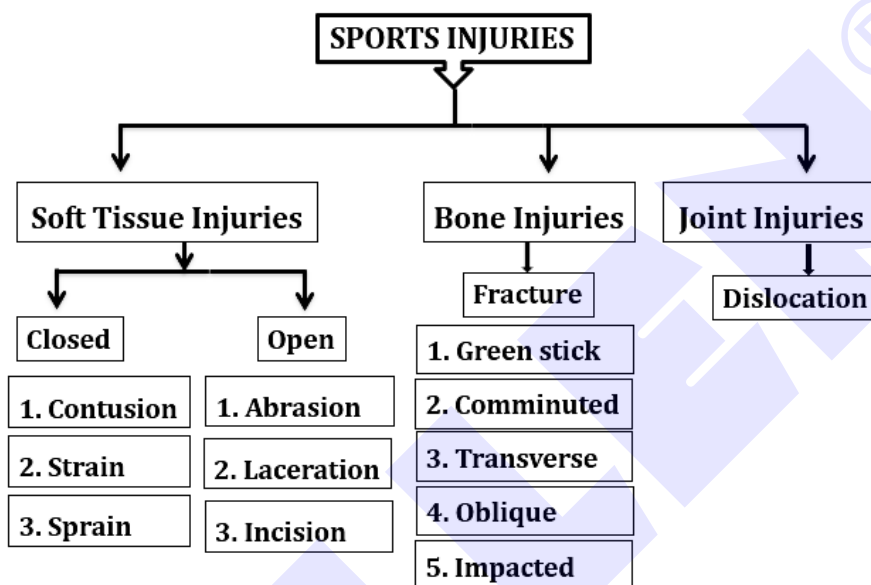 SPORTS INJURIES
Soft Tissue Injuries
Bone Injuries
Joint Injuries
Closed
Open
Fracture
Dislocation
1. Contusion
2. Strain
3. Sprain
1. Abrasion
2. Laceration
3. Incision
1. Green stick
2. Comminuted
3. Transverse
4. Oblique
5. Impacted
®